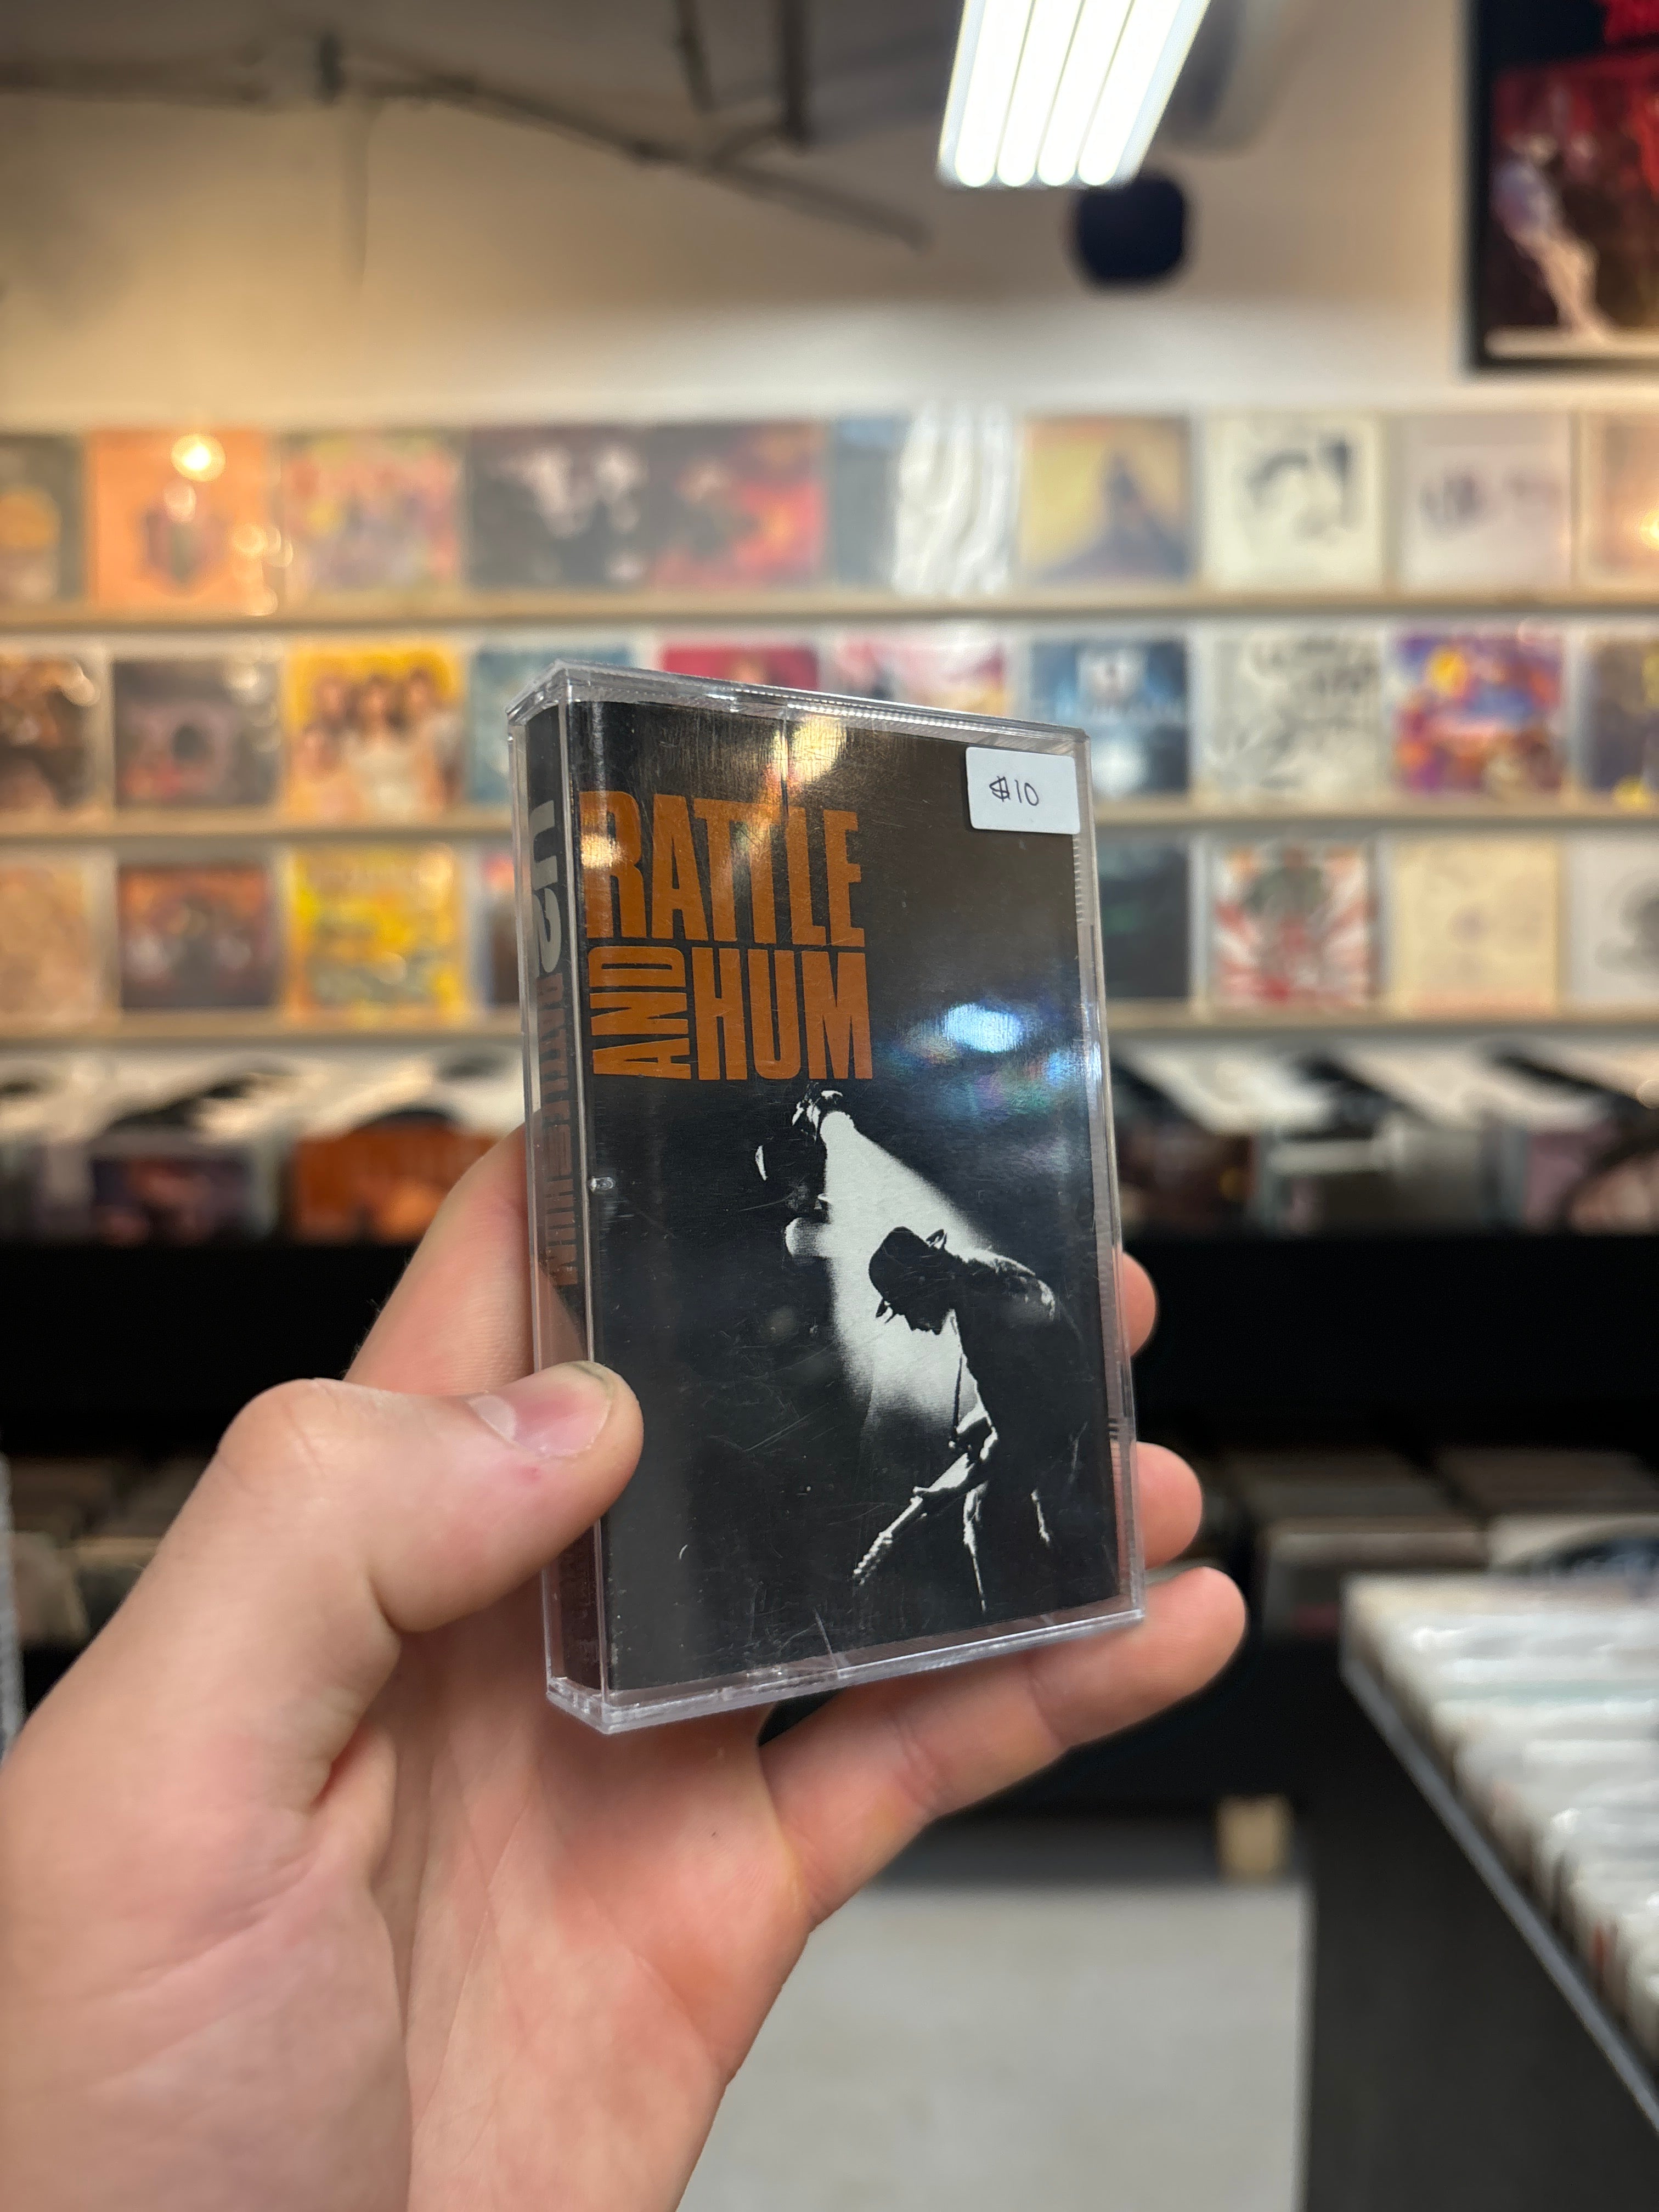 $10
U2 RATTLE AND HUM
RATTLE
AND HUM